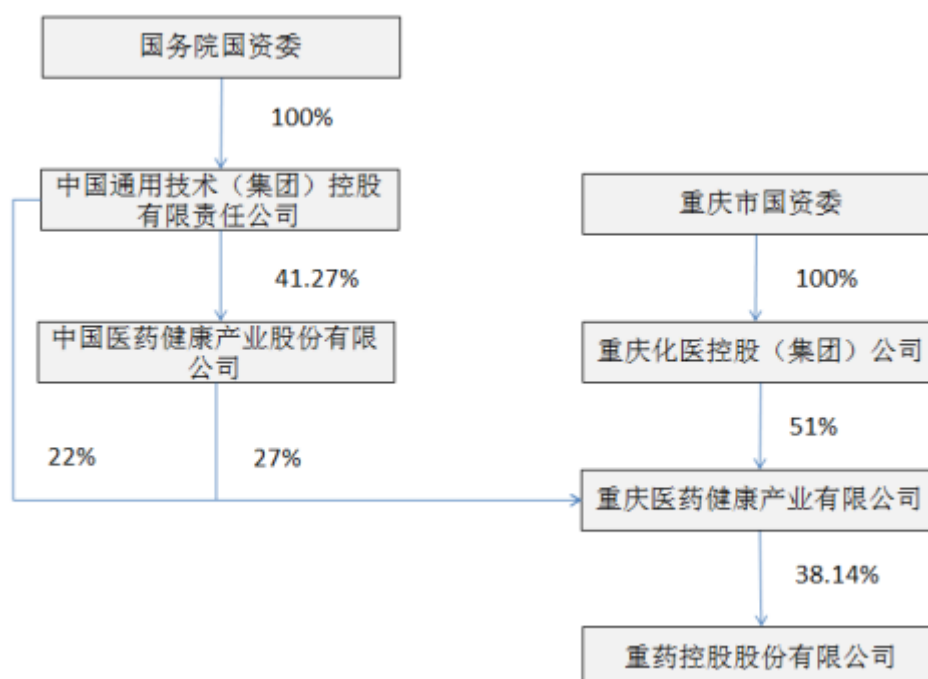 国务院国资委
100%
中国通用技术（集团）控股
有限责任公司
重庆市国资委
41.27%
100%
中国医药健康产业股份有限
公司
重庆化医控股（集团）公司
51%
22%
27%
重庆医药健康产业有限公司
38.14%
重药控股股份有限公司